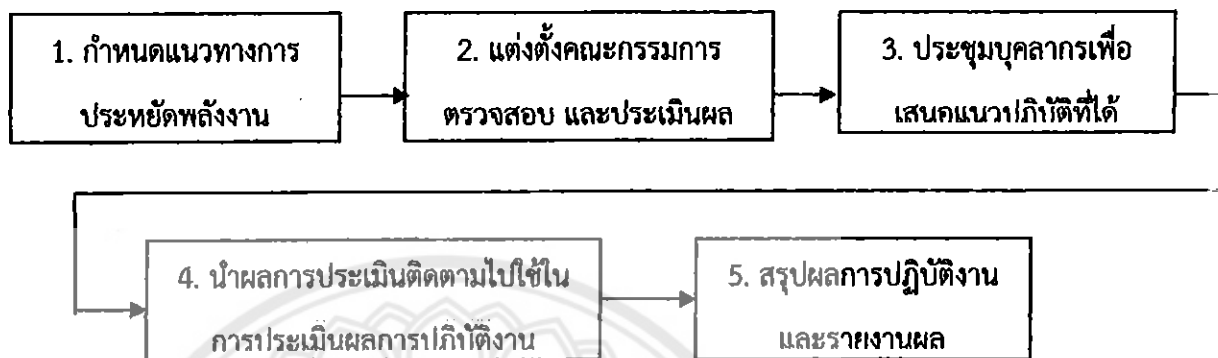 1. กำหนดแนวทางการ
ประหยัดพลังงาน
2. แต่งตั้งคณะกรรมการ
ตรวจสอบ และประเมินผล
3. ประชุมบุคลากรเพื่อ
เสนอแนวปฏิบัติที่ได้
4. นำผลการประเมินติดตามไปใช้ใน
การประเมินผลการปฏิบัติงาน
5. สรุปผลการปฏิบัติงาน
และรายงานผล